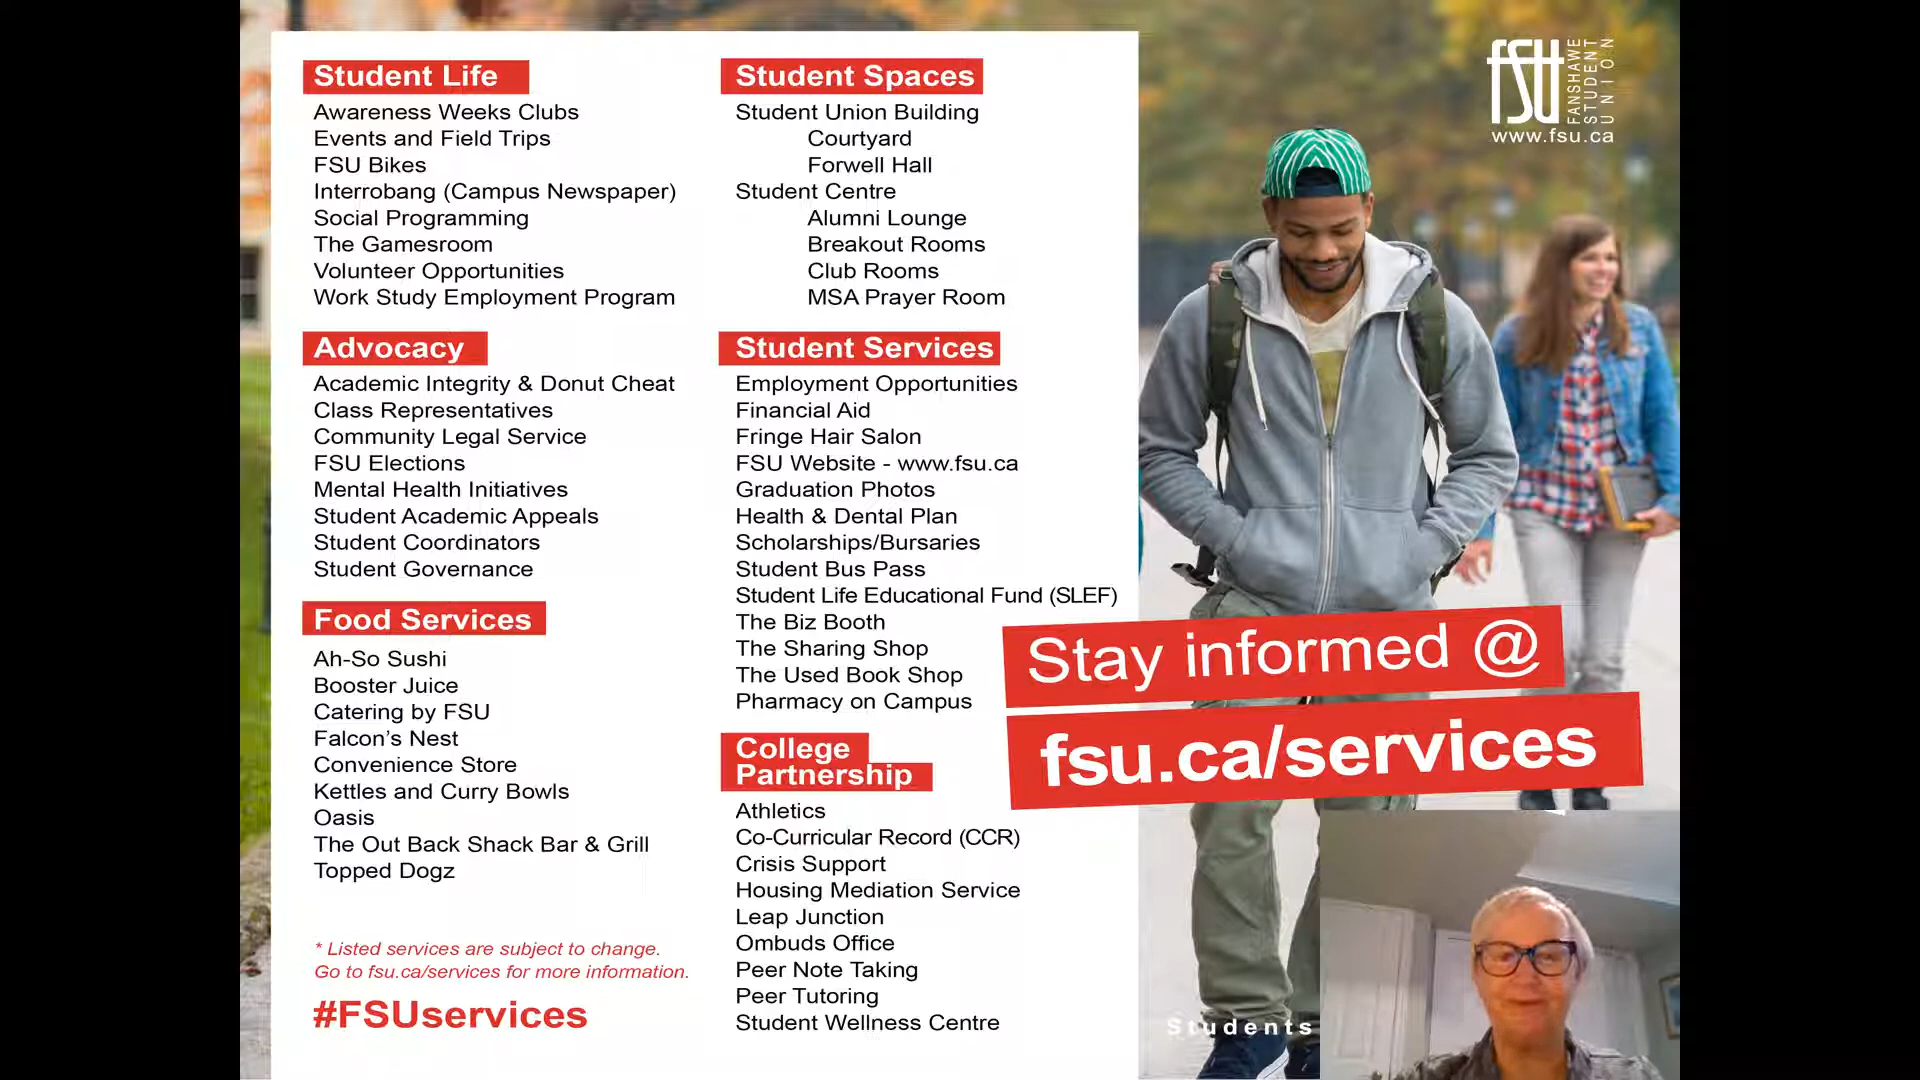 Student Life
Awareness Weeks Clubs
Events and Field Trips
FSU Bikes
Interrobang (Campus Newspaper)
Social Programming
The Gamesroom
Volunteer Opportunities
Work Study Employment Program
Advocacy
Academic Integrity & Donut Cheat
Class Representatives
Community Legal Service
FSU Elections
Mental Health Initiatives
Student Academic Appeals
Student Coordinators
Student Governance
Food Services
Ah-So Sushi
Booster Juice
Catering by FSU
Falcon’s Nest
Convenience Store
Kettles and Curry Bowls
Oasis
The Out Back Shack Bar & Grill
Topped Dogz
* Listed services are subject to change.
Go to fsu.ca/services for more information.
#FSUservices
Student Spaces
Student Union Building
Courtyard
Forwell Hall
Student Centre
Alumni Lounge
Breakout Rooms
Club Rooms
MSA Prayer Room
Student Services
Employment Opportunities
Financial Aid
Fringe Hair Salon
FSU Website - www.fsu.ca
Graduation Photos
Health & Dental Plan
Scholarships/Bursaries
Student Bus Pass
Student Life Educational Fund (SLEF)
The Biz Booth
The Sharing Shop
The Used Book Shop
Pharmacy on Campus
College
Partnership
Athletics
Co-Curricular Record (CCR)
Crisis Support
Housing Mediation Service
Leap Junction
Ombuds Office
Peer Note Taking
Peer Tutoring
Student Wellness Centre
fsu
FANSHAWE
STUDENT
UNION
www.fsu.ca
Stay informed @
fsu.ca/services
Students